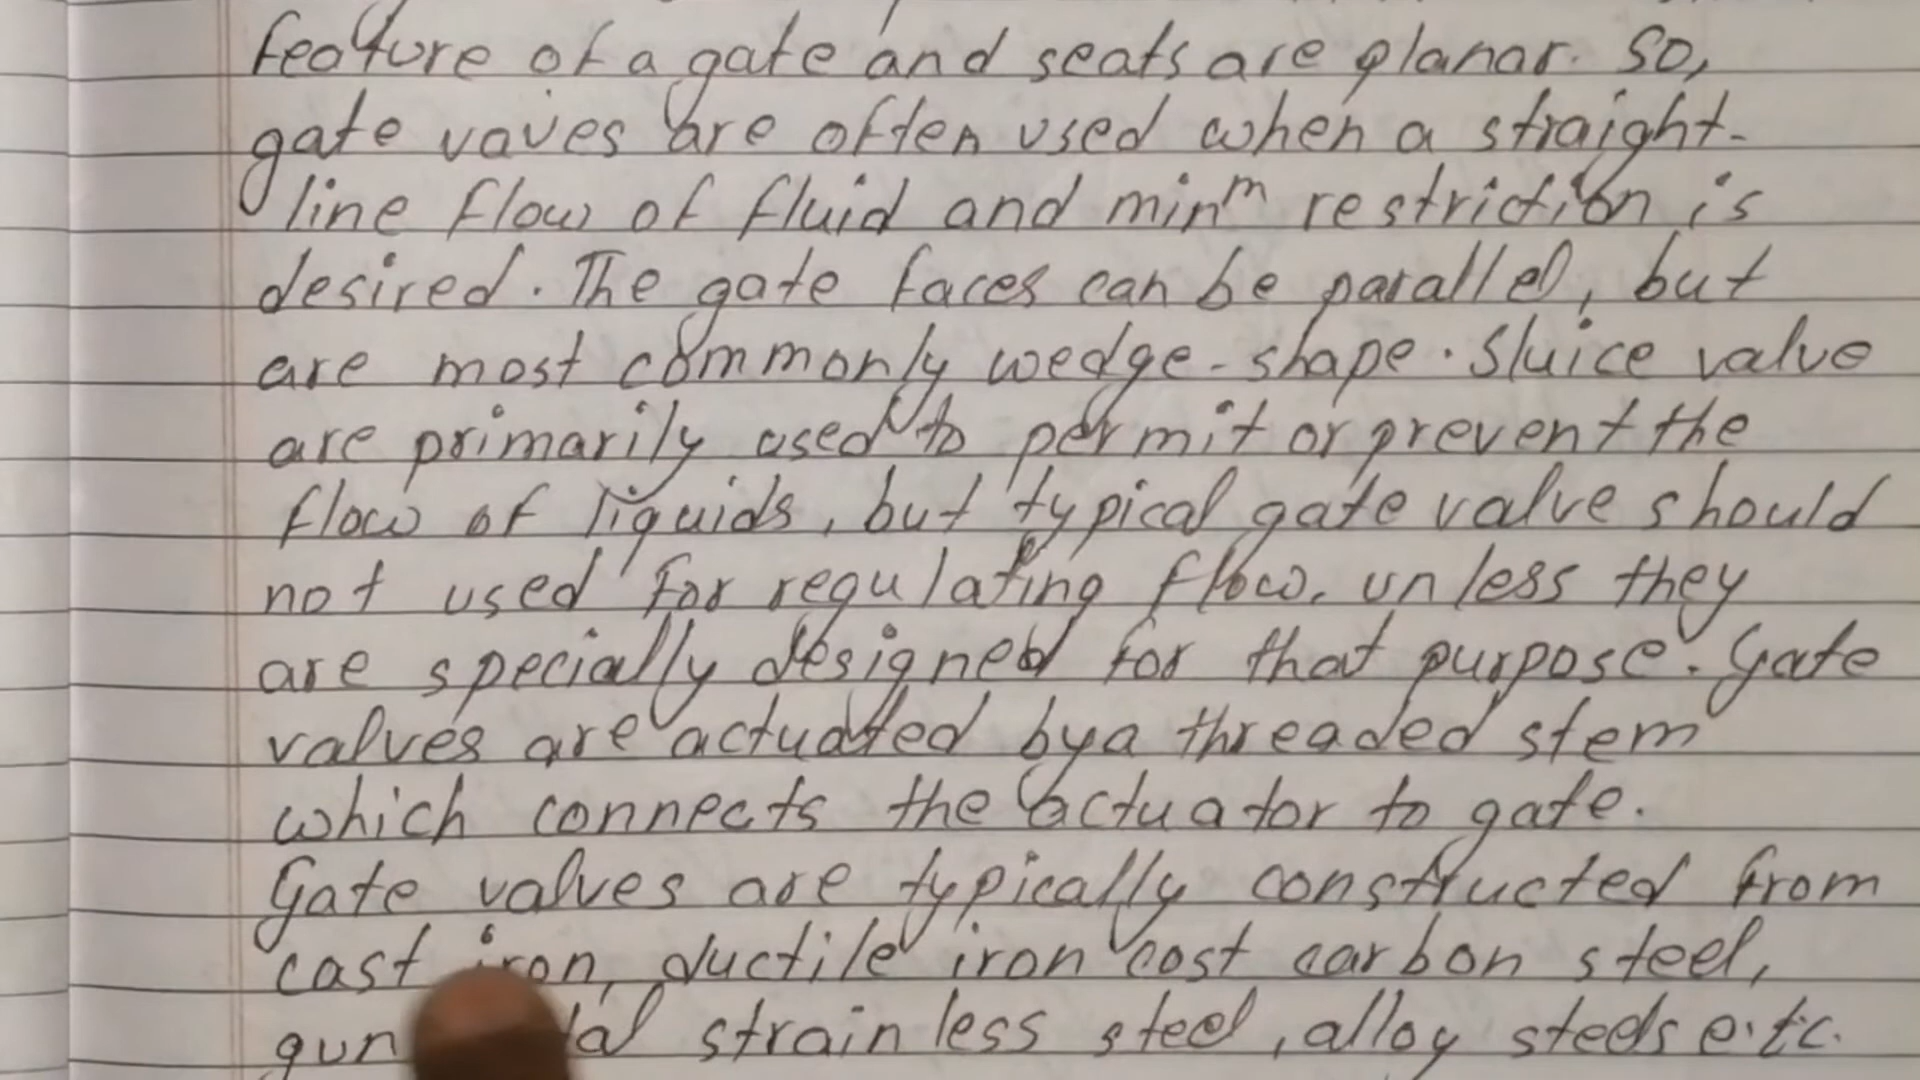 feature of a gate and seats are planar. So,
gate vaves are often used when a straight-
line flow of fluid and minᵐ restriction is
desired. The gate faces can be parallel, but
are most commonly wedge-shape. Sluice valve
are primarily used to permit or prevent the
flow of liquids, but typical gate valve should
not used for regulating flow. unless they
are specially designed for that purpose. Gate
valves are actuated by a threaded stem
which connects the actuator to gate.
Gate valves are typically constructed from
cast iron, ductile iron cost carbon steel,
gun strainless steel, alloy steels e.t.c.